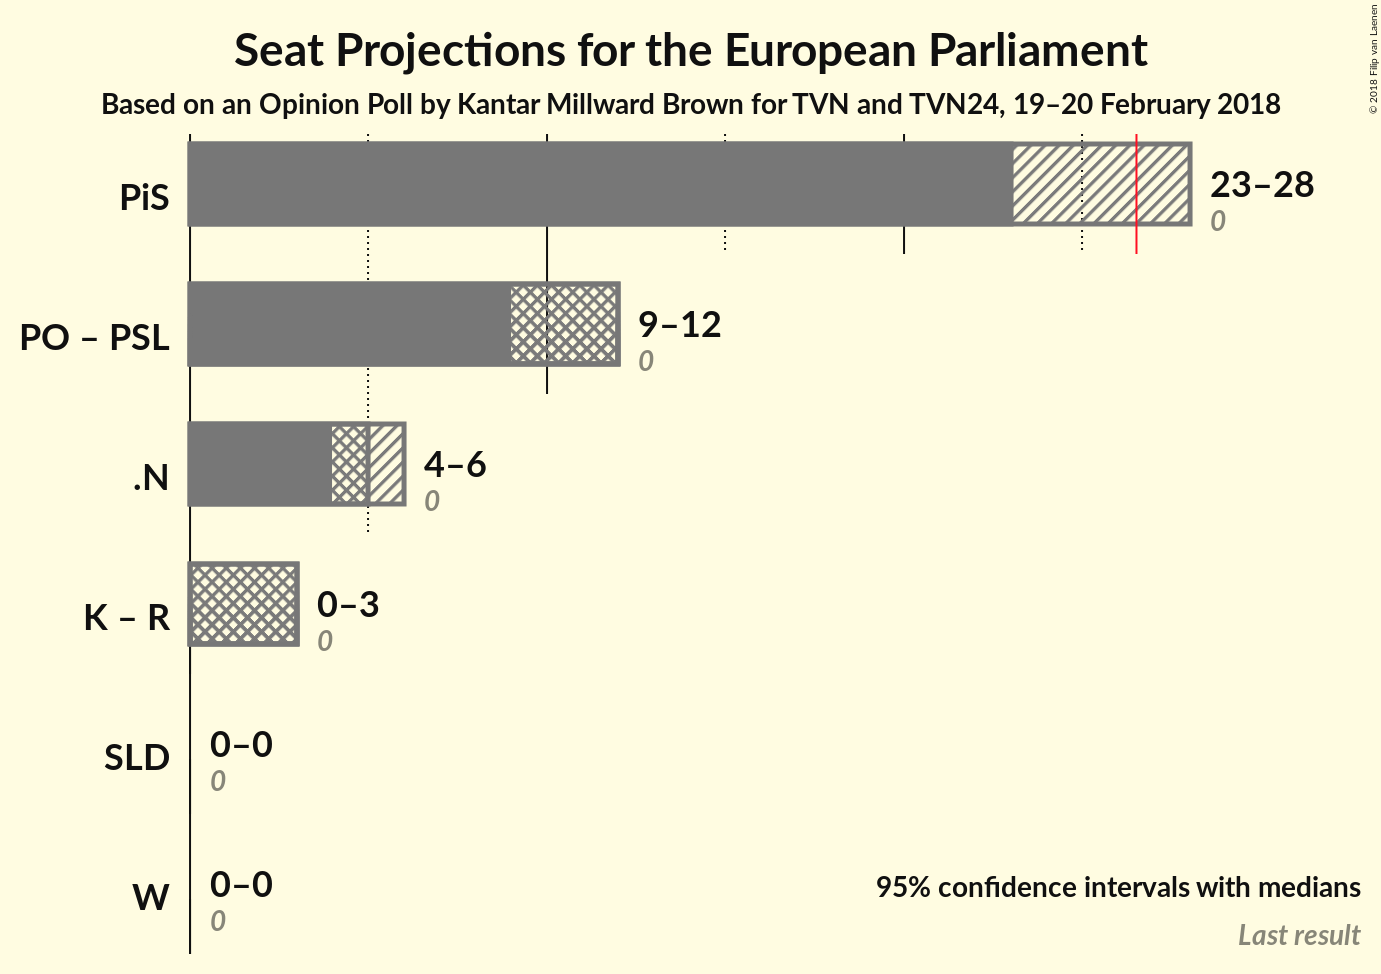 Seat Projections for the European Parliament
Based on an Opinion Poll by Kantar Millward Brown for TVN and TVN24, 19–20 February 2018
© 2018 Filip van Laenen
PiS
23–28
0
PO – PSL
9–12
0
.N
4–6
0
K – R
0–3
0
SLD
0–0
0
W
0–0
0
95% confidence intervals with medians
Last result